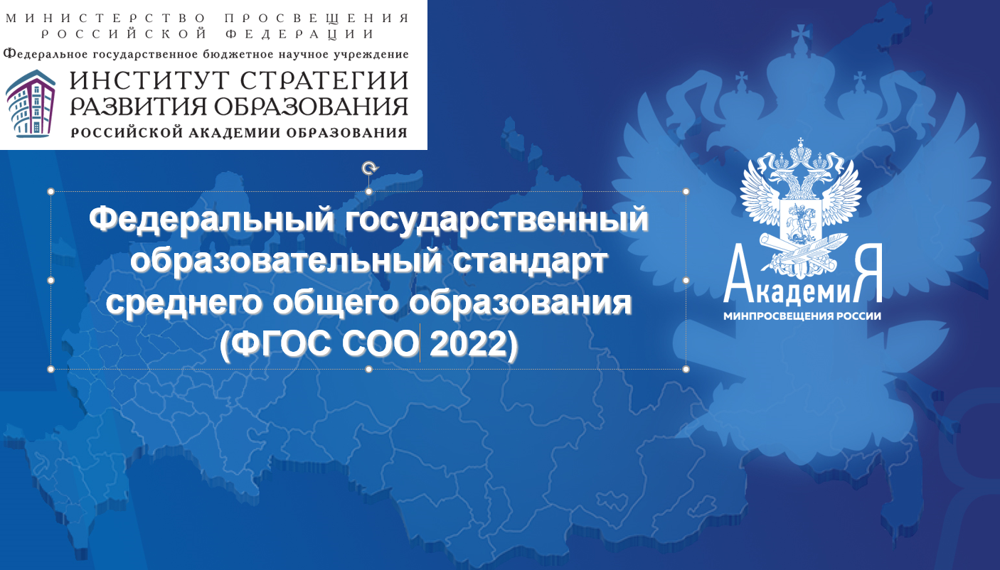 МИНИСТЕРСТВО ПРОСВЕЩЕНИЯ
РОССИЙСКОЙ ФЕДЕРАЦИИ
Федеральное государственное бюджетное научное учреждение
ИНСТИТУТ СТРАТЕГИИ
РАЗВИТИЯ ОБРАЗОВАНИЯ
РОССИЙСКОЙ АКАДЕМИИ ОБРАЗОВАНИЯ
Федеральный государственный
образовательный стандарт
среднего общего образования
(ФГОС СОО 2022)
АкадемиЯ
МИНПРОСВЕЩЕНИЯ РОССИИ